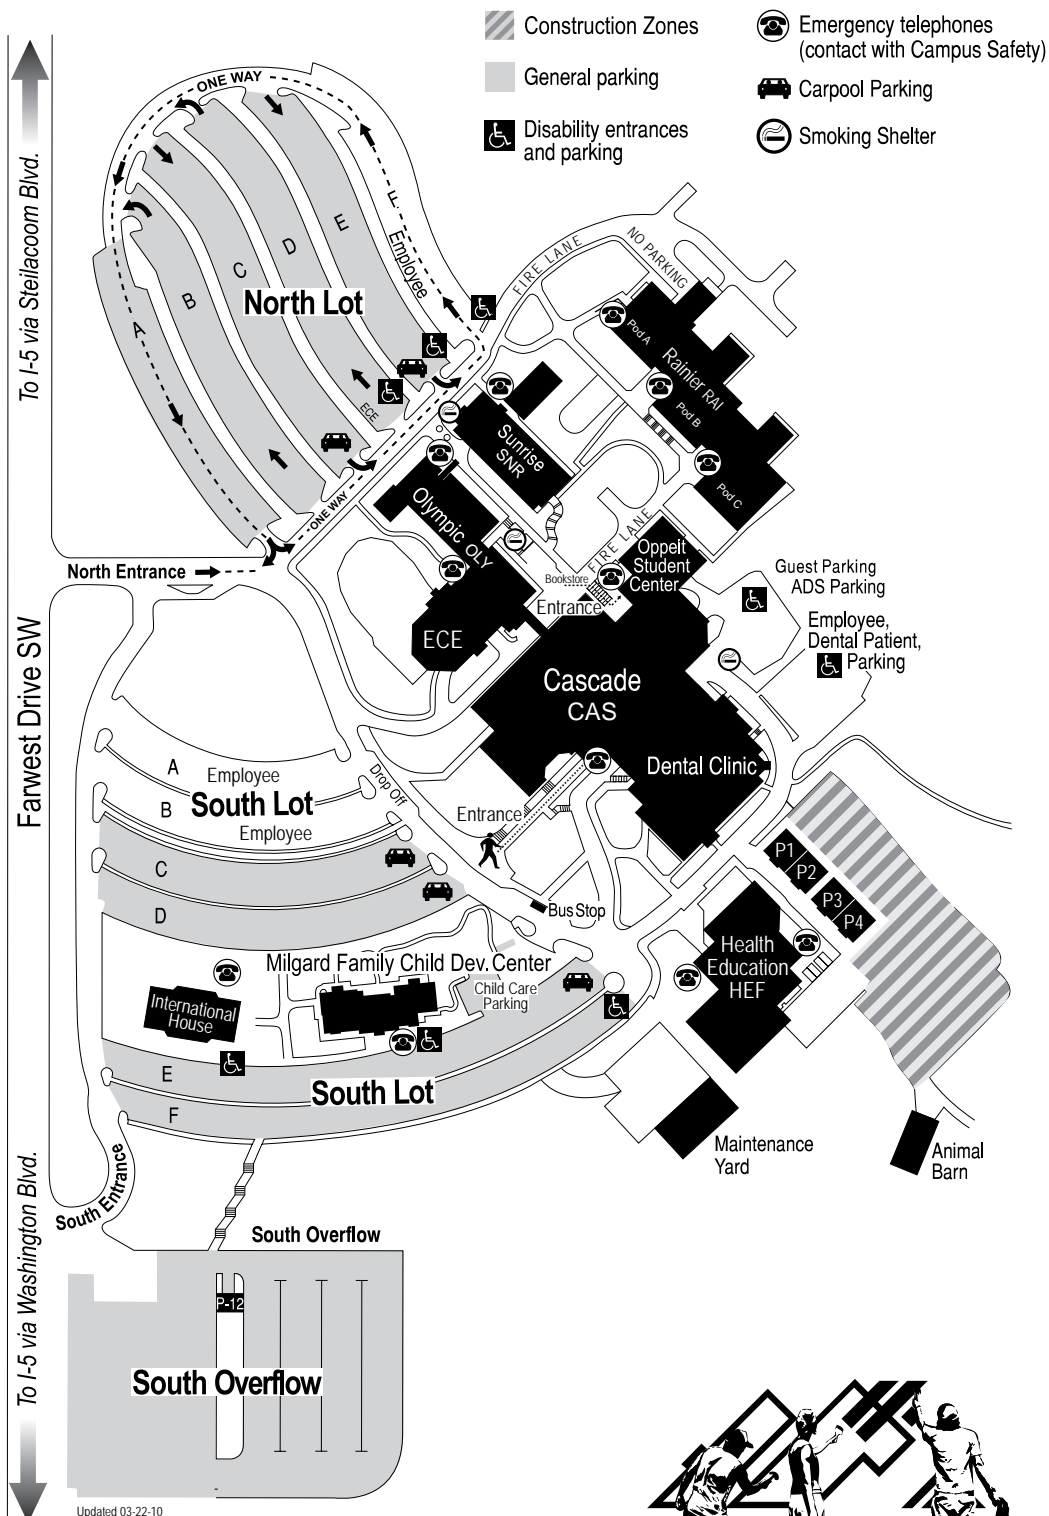 Construction Zones
General parking
Disability entrances
and parking
Emergency telephones
(contact with Campus Safety)
Carpool Parking
Smoking Shelter
To I-5 via Steilacoom Blvd.
ONE WAY
A
B
C
D
E
F
Employee
North Lot
ECE
ONE WAY
North Entrance
FIRE LANE
NO PARKING
Pod A
Rainier RAI
Pod B
Pod C
Sunrise
SNR
Olympic OLY
ECE
FIRE LANE
Oppelt
Student
Center
Bookstore
Entrance
Guest Parking
ADS Parking
Employee,
Dental Patient,
Parking
Cascade
CAS
Dental Clinic
Farwest Drive SW
A
Employee
B
South Lot
Employee
C
D
Drop Off
Entrance
Bus Stop
P1
P2
P3
P4
Health
Education
HEF
Milgard Family Child Dev. Center
Child Care
Parking
International
House
E
South Lot
F
Maintenance
Yard
Animal
Barn
South Entrance
To I-5 via Washington Blvd.
South Overflow
P-12
South Overflow
Updated 03-22-10